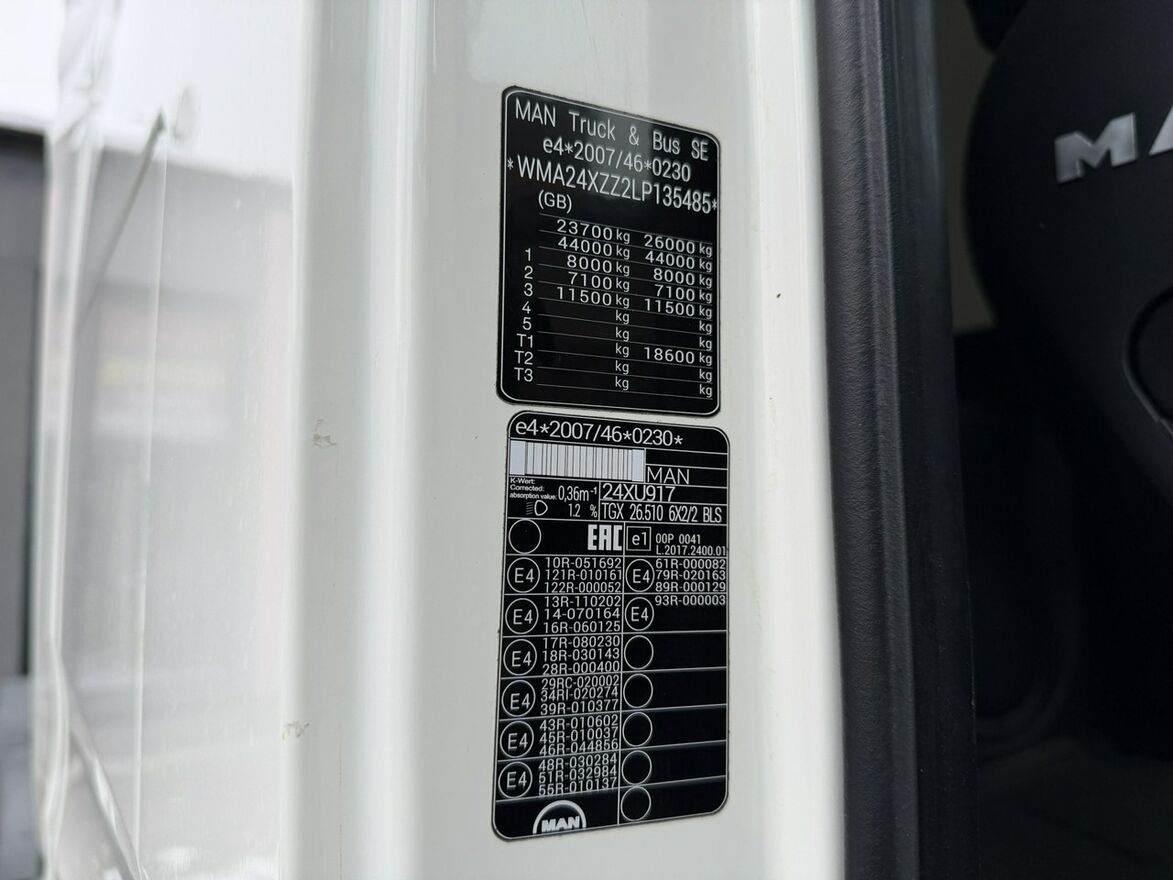 MAN Truck & Bus SE
e4*2007/46*0230
*WMA24XZZ2LP135485*
(GB)
23700 kg 26000 kg
44000 kg 44000 kg
1 8000 kg 8000 kg
2 7100 kg 7100 kg
3 11500 kg 11500 kg
4 kg kg
5 kg kg
T1 kg 18600 kg
T2 kg kg
T3 kg kg
e4*2007/46*0230*
MAN
K-Wert:
Corrected
absorption value: 0,36m⁻¹
24XU917
1.2 %
TGX 26.510 6X2/2 BLS
EAC e1 00P 0041
L.2017.2400.01
E4
10R-051692
121R-010161
122R-000052
E4
61R-000082
79R-020163
89R-000129
E4
13R-110202
14-070164
16R-060125
E4
93R-000003
E4
17R-080230
18R-030143
28R-000400
E4
29RC-020002
34RI-020274
39R-010377
E4
43R-010602
45R-010037
46R-044856
E4
48R-030284
51R-032984
55R-010137
MAN